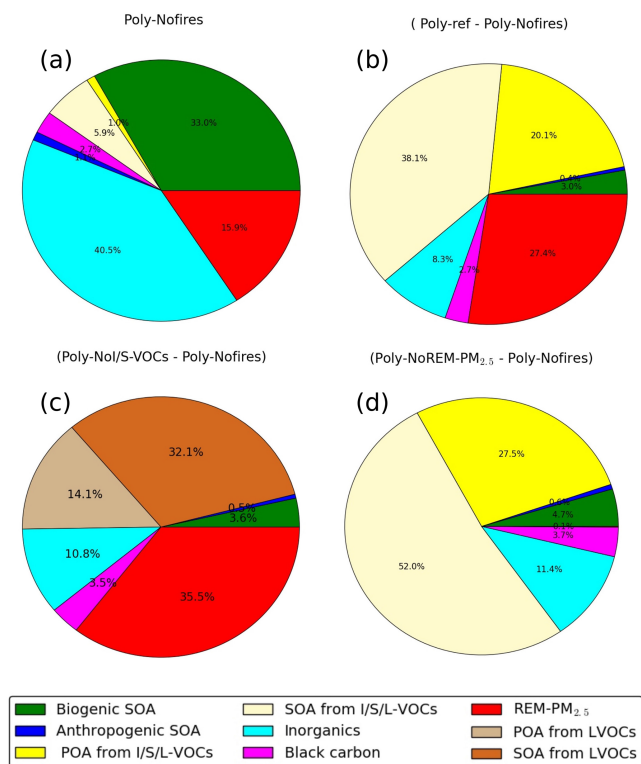 Poly-Nofires
( Poly-ref - Poly-Nofires)
(a)
(b)
1.0%
5.9%
33.0%
2.7%
40.5%
15.9%
20.1%
38.1%
0.4%
3.0%
8.3%
2.7%
27.4%
(Poly-NoI/S-VOCs - Poly-Nofires)
(Poly-NoREM-PM2.5 - Poly-Nofires)
(c)
(d)
32.1%
14.1%
0.5%
3.6%
10.8%
3.5%
35.5%
27.5%
0.6%
4.7%
0.1%
3.7%
52.0%
11.4%
Biogenic SOA
SOA from I/S/L-VOCs
REM-PM2.5
Anthropogenic SOA
Inorganics
POA from LVOCs
POA from I/S/L-VOCs
Black carbon
SOA from LVOCs